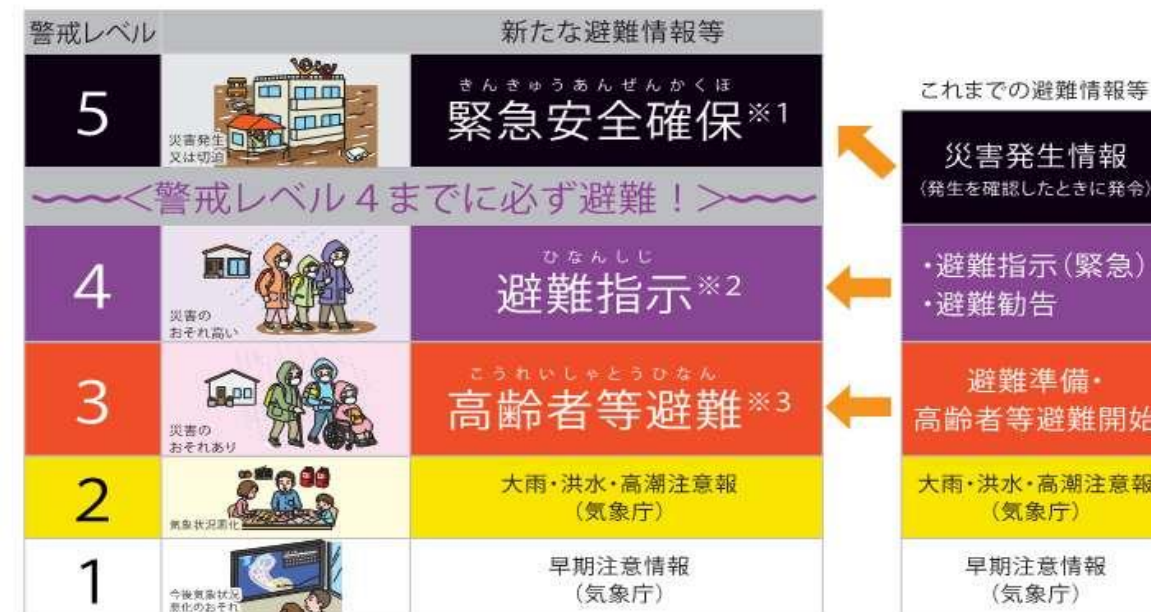 警戒レベル
新たな避難情報等
5
災害発生
又は切迫
きんきゅうあんぜんかくほ
緊急安全確保※1
<警戒レベル4までに必ず避難!>
4
災害の
おそれ高い
ひなんしじ
避難指示※2
3
災害の
おそれあり
こうれいしゃとうひなん
高齢者等避難※3
2
気象状況悪化
大雨・洪水・高潮注意報
(気象庁)
1
今後気象状況
悪化のおそれ
早期注意情報
(気象庁)
これまでの避難情報等
災害発生情報
(発生を確認したときに発令)
・避難指示(緊急)
・避難勧告
避難準備・
高齢者等避難開始
大雨・洪水・高潮注意報
(気象庁)
早期注意情報
(気象庁)